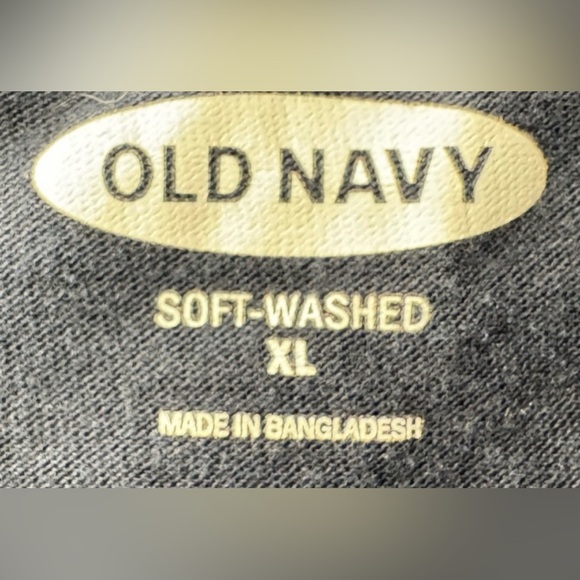 OLD NAVY
SOFT-WASHED
XL
MADE IN BANGLADESH